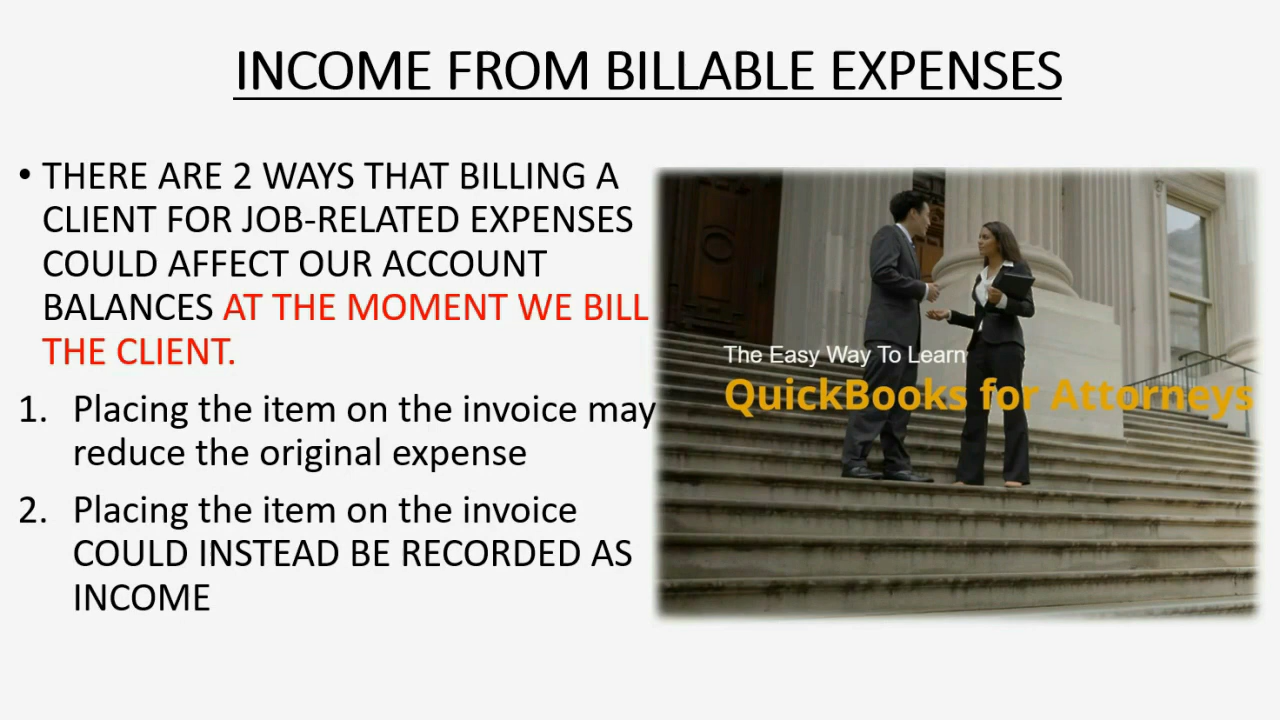 INCOME FROM BILLABLE EXPENSES
• THERE ARE 2 WAYS THAT BILLING A
CLIENT FOR JOB-RELATED EXPENSES
COULD AFFECT OUR ACCOUNT
BALANCES AT THE MOMENT WE BILL
THE CLIENT.
1. Placing the item on the invoice may
reduce the original expense
2. Placing the item on the invoice
COULD INSTEAD BE RECORDED AS
INCOME
The Easy Way To Learn
QuickBooks for Attorneys